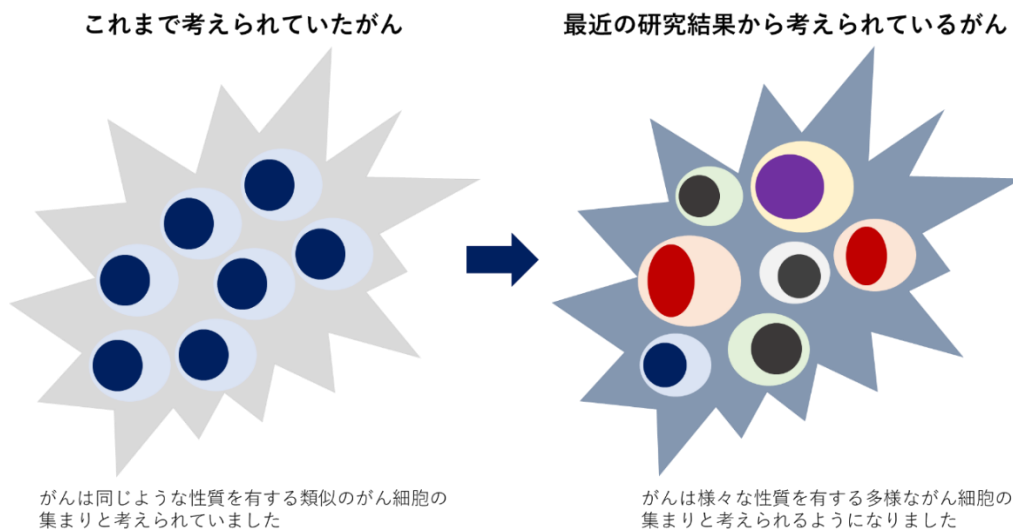 これまで考えられていたがん
最近の研究結果から考えられているがん
がんは同じような性質を有する類似のがん細胞の
集まりと考えられていました
がんは様々な性質を有する多様ながん細胞の
集まりと考えられるようになりました